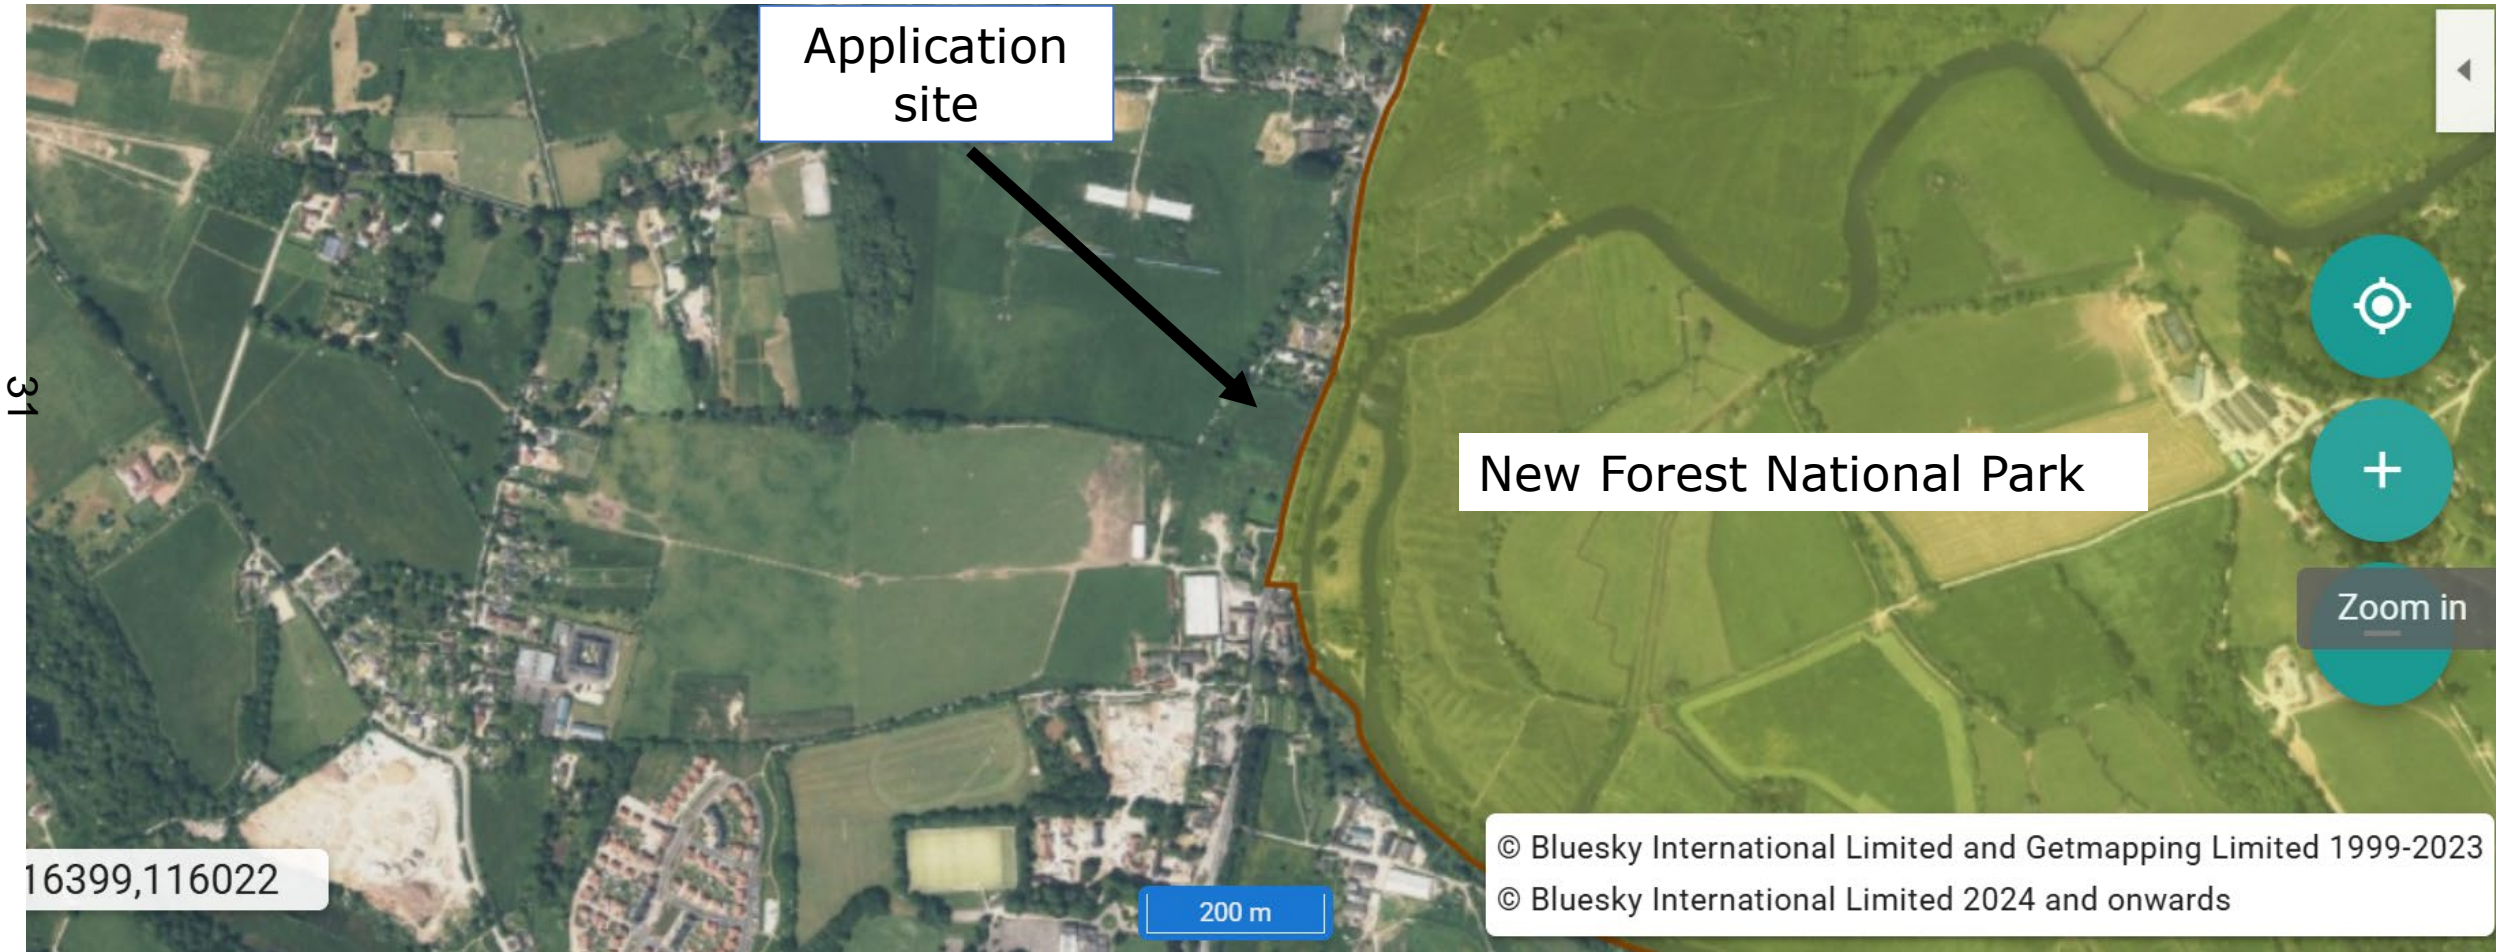 Application
site
31
New Forest National Park
+
Zoom in
16399,116022
200 m
© Bluesky International Limited and Getmapping Limited 1999-2023
© Bluesky International Limited 2024 and onwards